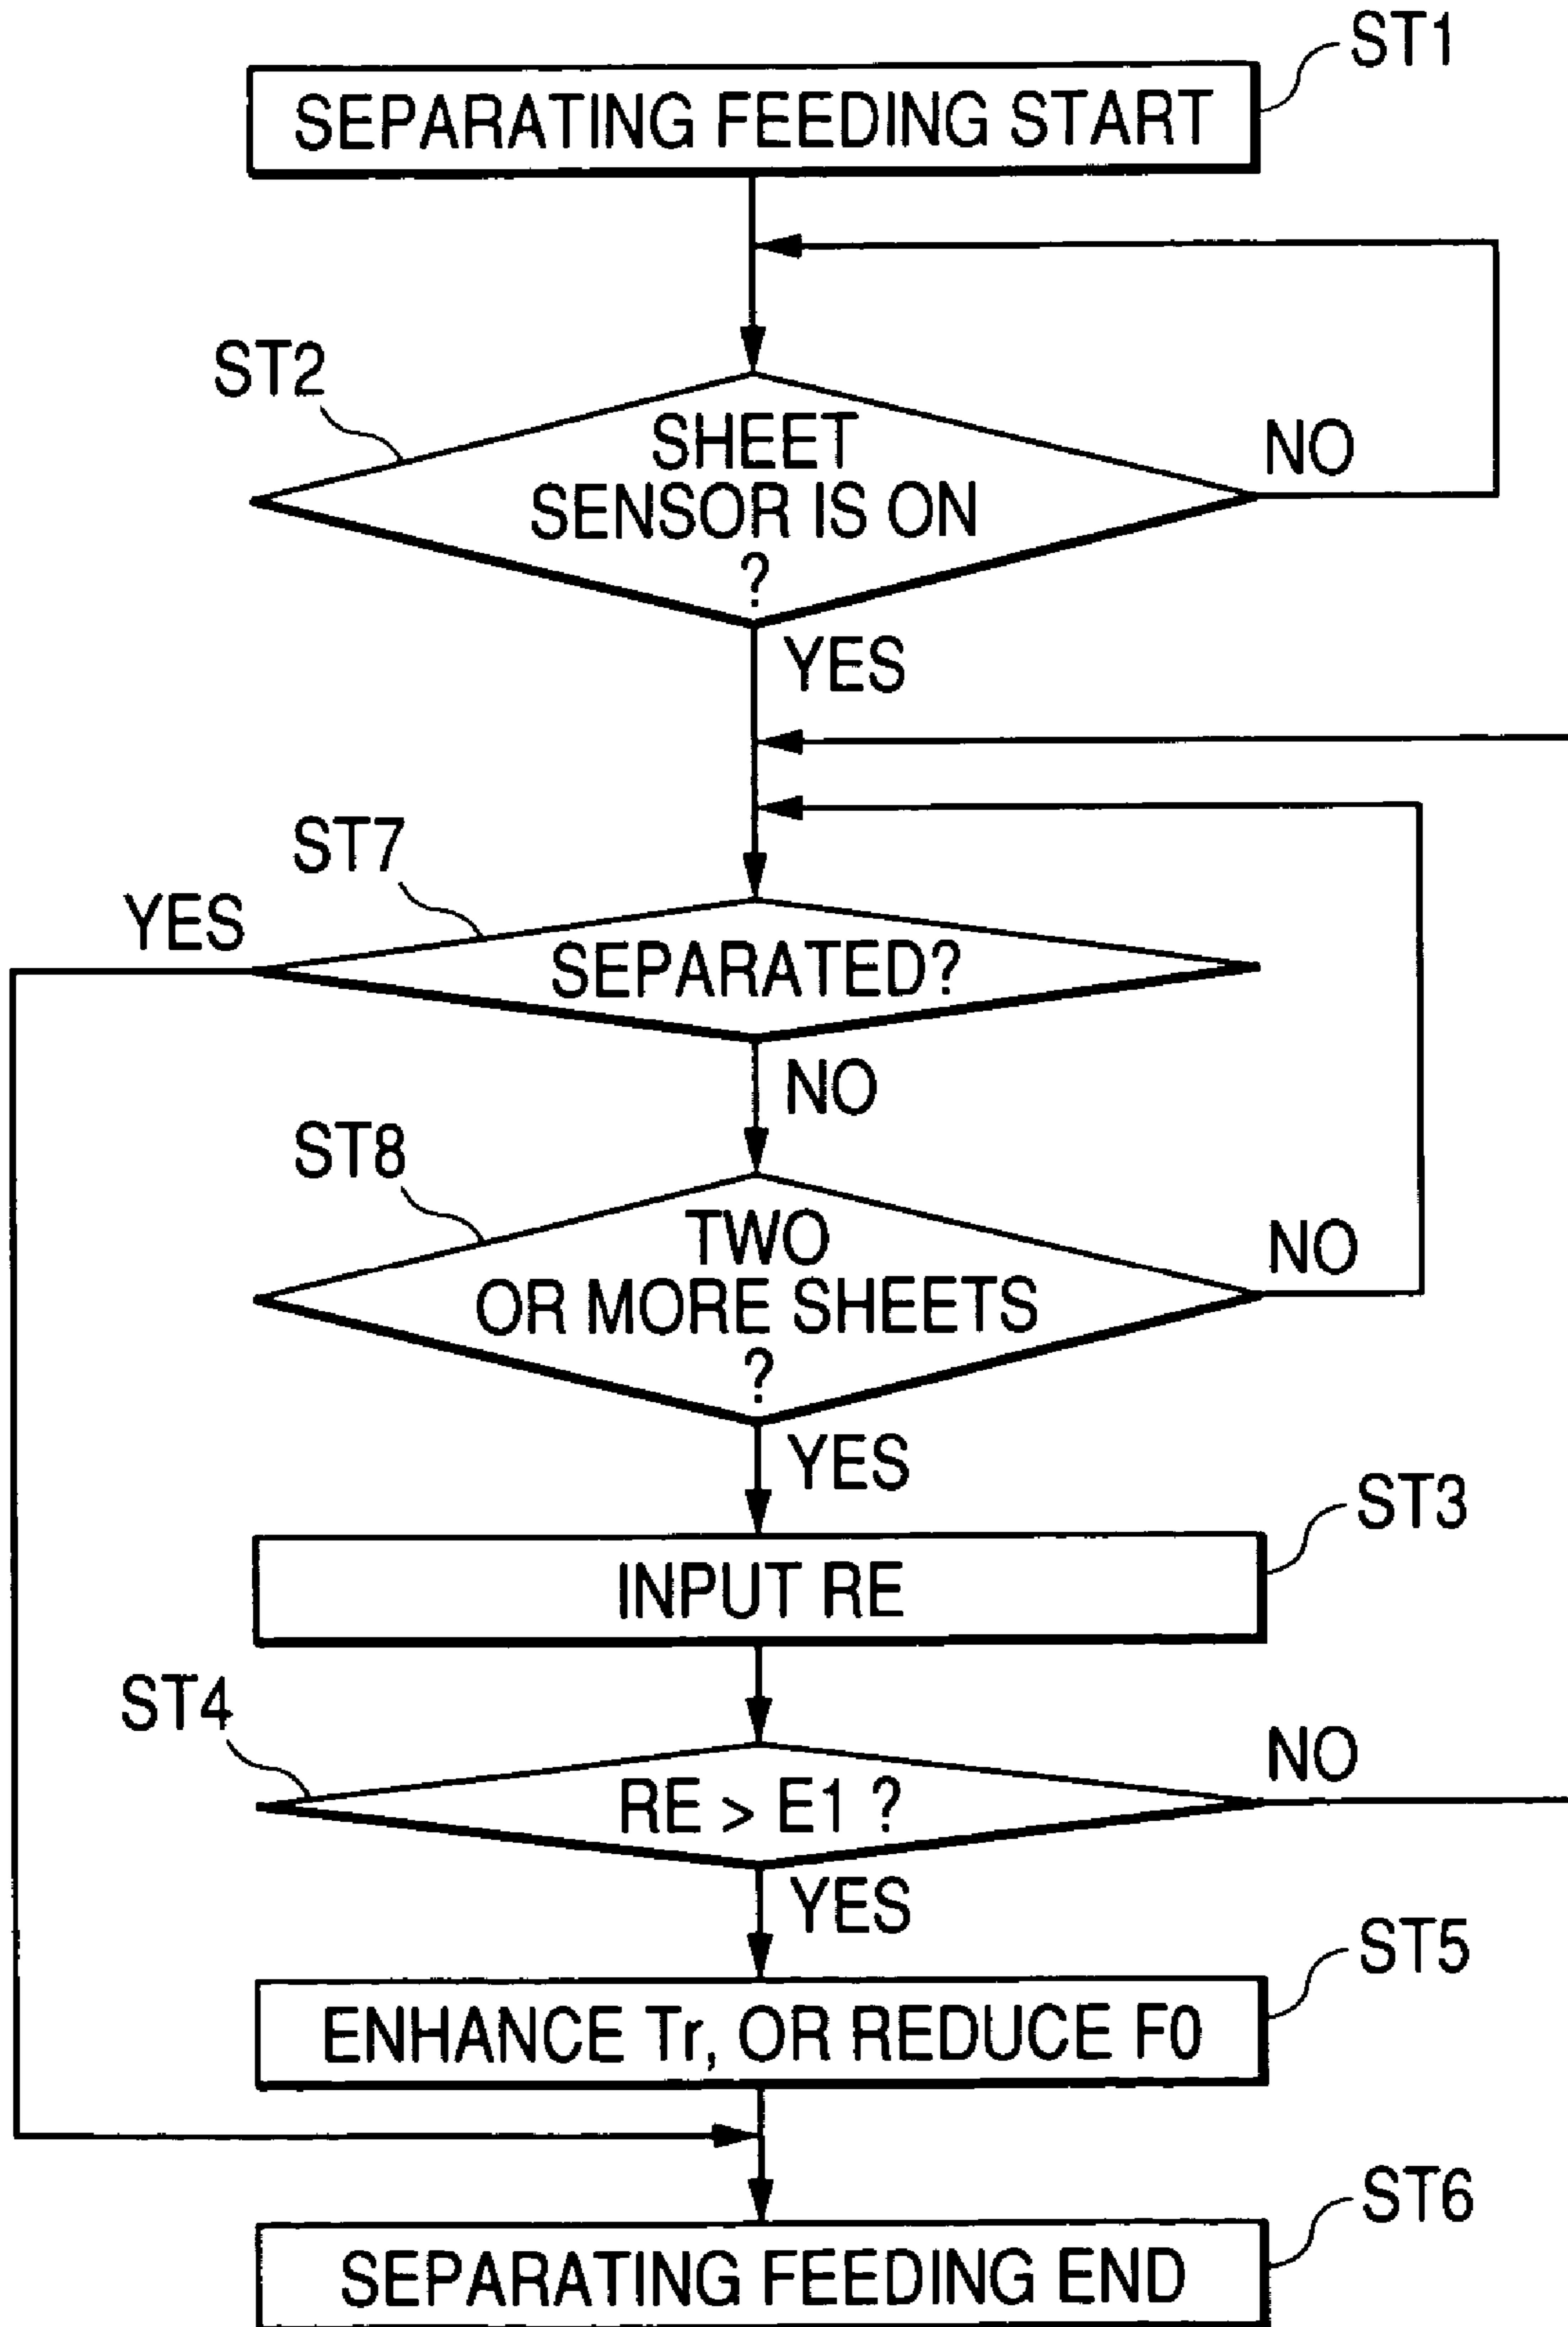 ST1
SEPARATING FEEDING START
ST2
SHEET
SENSOR IS ON
?
NO
YES
ST7
YES
SEPARATED?
NO
ST8
TWO
OR MORE SHEETS
?
NO
YES
ST3
INPUT RE
ST4
RE > E1 ?
NO
YES
ST5
ENHANCE Tr, OR REDUCE F0
ST6
SEPARATING FEEDING END